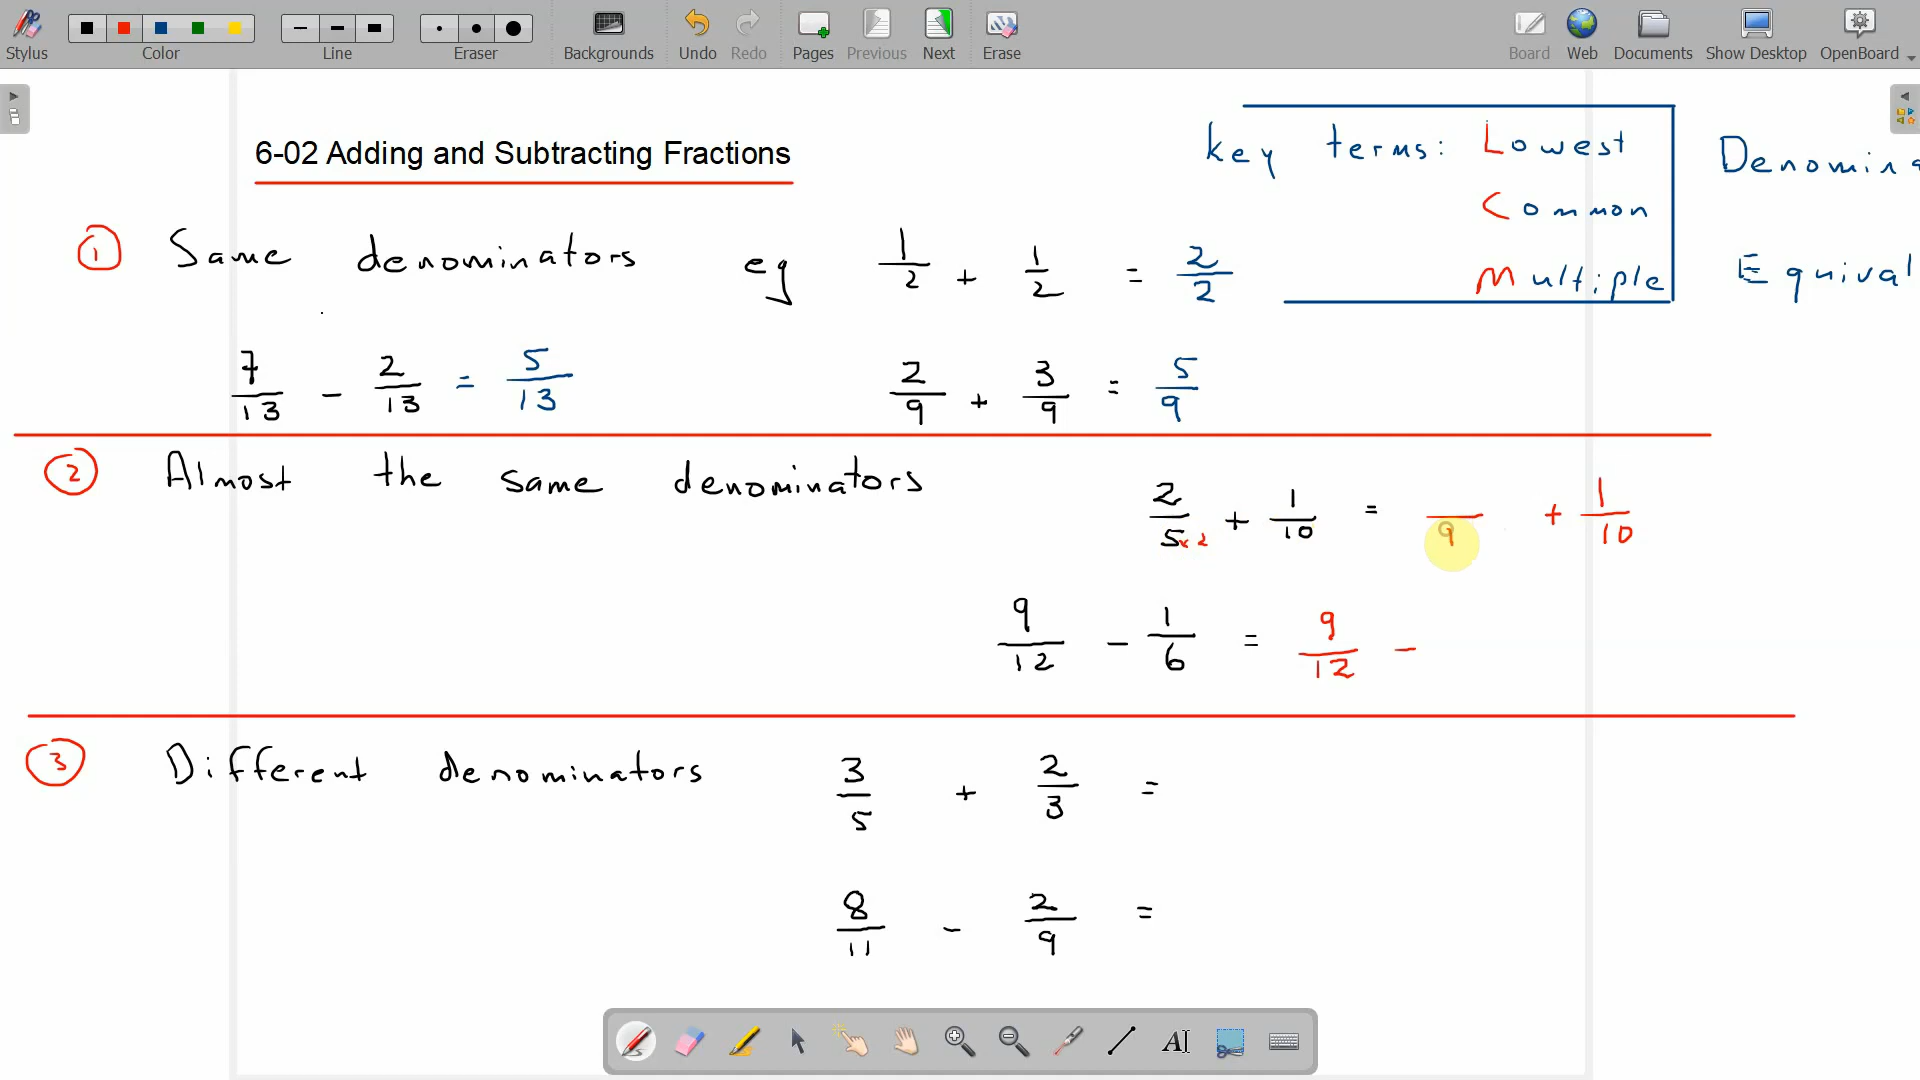 Stylus Color Line Eraser Backgrounds Undo Redo Pages Previous Next Erase Board Web Documents Show Desktop OpenBoard
6-02 Adding and Subtracting Fractions
key terms: Lowest
Common
Multiple
Denomina
Equival
① Same denominators eg 1/2 + 1/2 = 2/2
7/13 - 2/13 = 5/13
2/9 + 3/9 = 5/9
② Almost the same denominators
2/5×2 + 1/10 = /9 + 1/10
9/12 - 1/6 = 9/12 -
③ Different denominators 3/5 + 2/3 =
8/11 - 2/9 =
AI